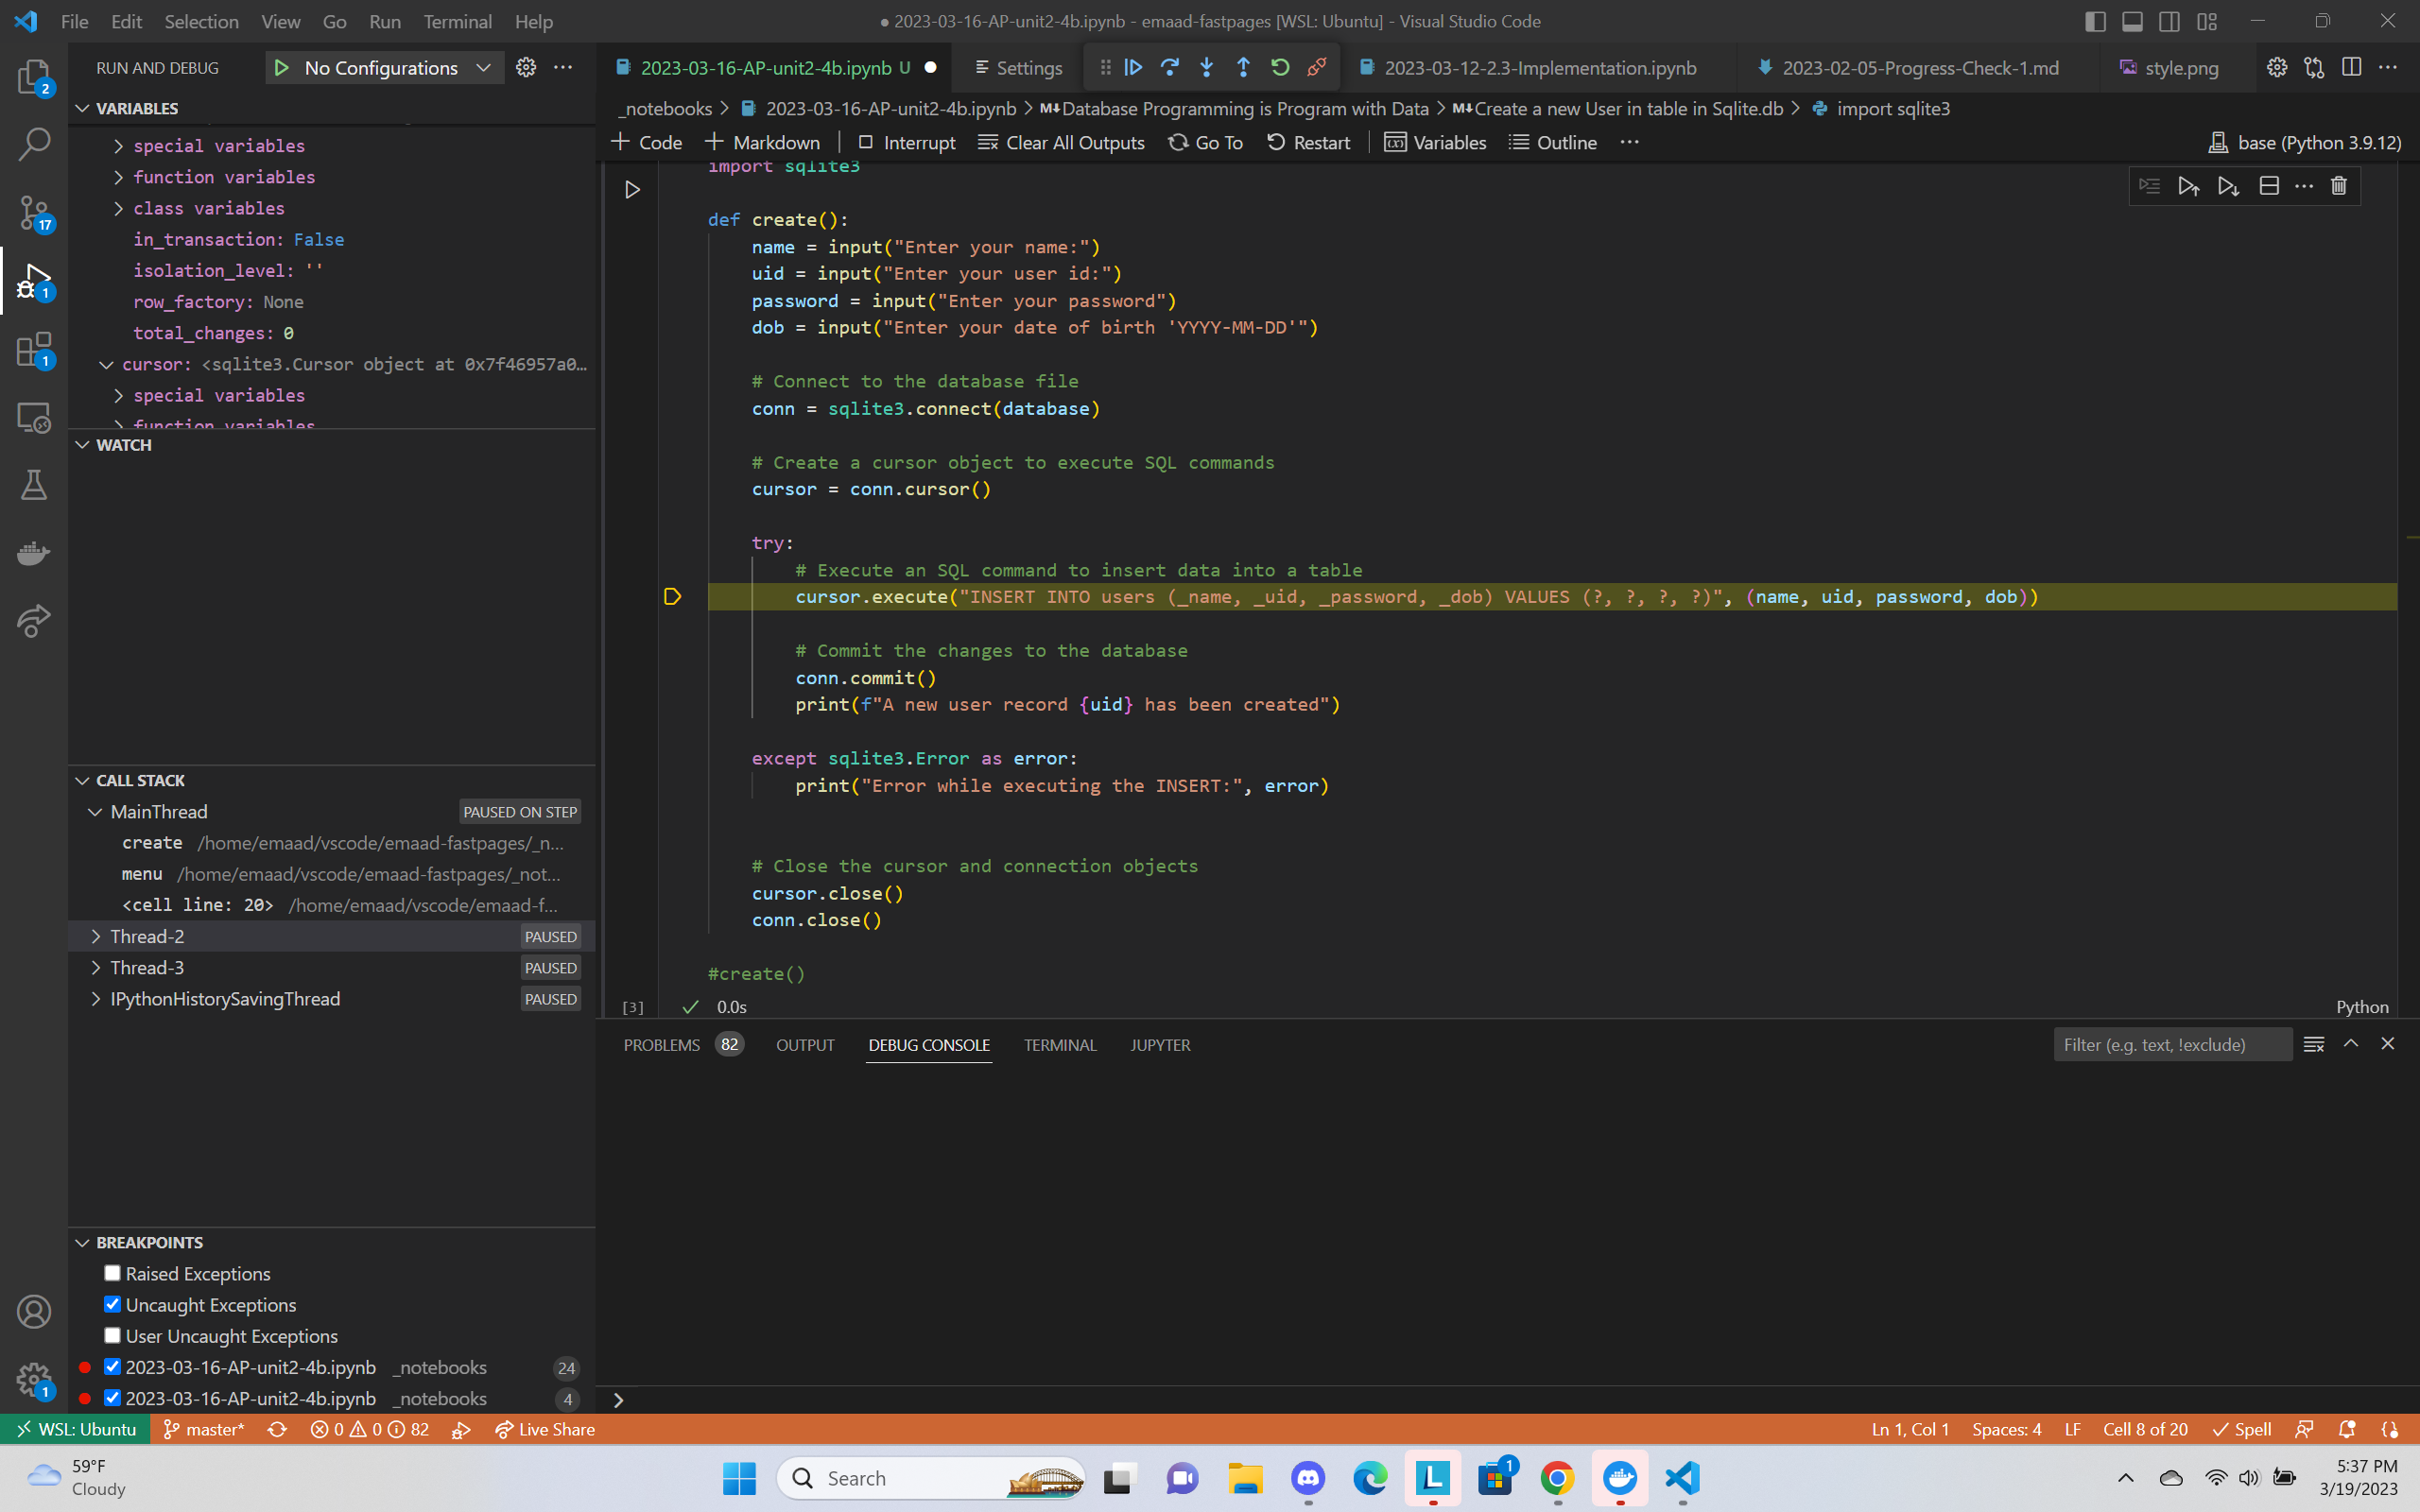 File Edit Selection View Go Run Terminal Help
● 2023-03-16-AP-unit2-4b.ipynb - emaad-fastpages [WSL: Ubuntu] - Visual Studio Code
RUN AND DEBUG No Configurations
2023-03-16-AP-unit2-4b.ipynb U
Settings
2023-03-12-2.3-Implementation.ipynb
2023-02-05-Progress-Check-1.md
style.png
_notebooks > 2023-03-16-AP-unit2-4b.ipynb > M↓Database Programming is Program with Data > M↓Create a new User in table in Sqlite.db > import sqlite3
+ Code + Markdown Interrupt Clear All Outputs Go To Restart Variables Outline ...
base (Python 3.9.12)
2
17
1
1
1
VARIABLES
special variables
function variables
class variables
in_transaction: False
isolation_level: ''
row_factory: None
total_changes: 0
cursor: <sqlite3.Cursor object at 0x7f46957a0...
special variables
function variables
WATCH
CALL STACK
MainThread PAUSED ON STEP
create /home/emaad/vscode/emaad-fastpages/_n...
menu /home/emaad/vscode/emaad-fastpages/_not...
<cell line: 20> /home/emaad/vscode/emaad-f...
Thread-2 PAUSED
Thread-3 PAUSED
IPythonHistorySavingThread PAUSED
BREAKPOINTS
Raised Exceptions
Uncaught Exceptions
User Uncaught Exceptions
2023-03-16-AP-unit2-4b.ipynb _notebooks 24
2023-03-16-AP-unit2-4b.ipynb _notebooks 4
import sqlite3
def create():
name = input("Enter your name:")
uid = input("Enter your user id:")
password = input("Enter your password")
dob = input("Enter your date of birth 'YYYY-MM-DD'")
# Connect to the database file
conn = sqlite3.connect(database)
# Create a cursor object to execute SQL commands
cursor = conn.cursor()
try:
# Execute an SQL command to insert data into a table
cursor.execute("INSERT INTO users (_name, _uid, _password, _dob) VALUES (?, ?, ?, ?)", (name, uid, password, dob))
# Commit the changes to the database
conn.commit()
print(f"A new user record {uid} has been created")
except sqlite3.Error as error:
print("Error while executing the INSERT:", error)
# Close the cursor and connection objects
cursor.close()
conn.close()
#create()
[3] 0.0s
Python
PROBLEMS 82 OUTPUT DEBUG CONSOLE TERMINAL JUPYTER
Filter (e.g. text, !exclude)
WSL: Ubuntu master* 0 0 82 Live Share
Ln 1, Col 1 Spaces: 4 LF Cell 8 of 20 Spell
59°F
Cloudy
Search
1
5:37 PM
3/19/2023